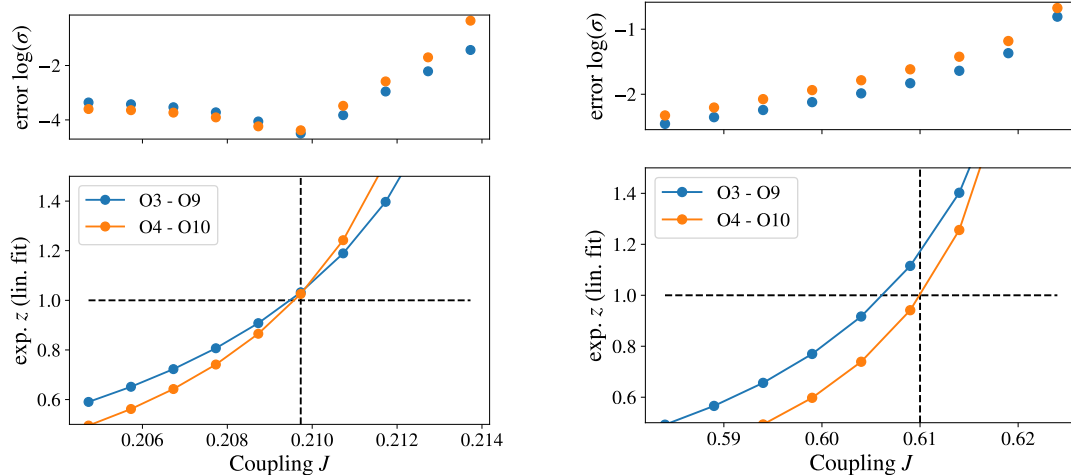 error log(σ)
−2
−4
exp. z (lin. fit)
1.4
1.2
1.0
0.8
0.6
O3 - O9
O4 - O10
0.206
0.208
0.210
0.212
0.214
Coupling J
error log(σ)
−1
−2
exp. z (lin. fit)
1.4
1.2
1.0
0.8
0.6
O3 - O9
O4 - O10
0.59
0.60
0.61
0.62
Coupling J